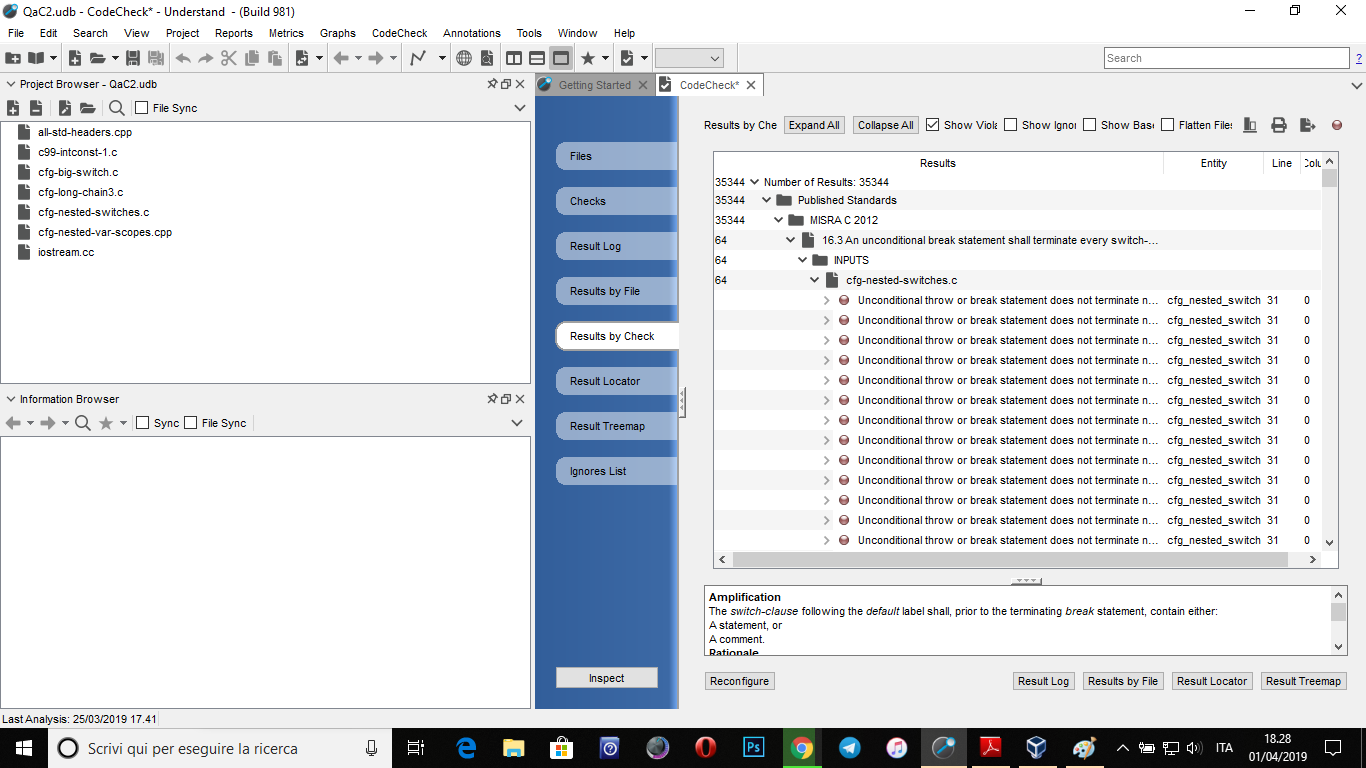 QaC2.udb - CodeCheck* - Understand - (Build 981)
File Edit Search View Project Reports Metrics Graphs CodeCheck Annotations Tools Window Help
Search
?
Project Browser - QaC2.udb
File Sync
all-std-headers.cpp
c99-intconst-1.c
cfg-big-switch.c
cfg-long-chain3.c
cfg-nested-switches.c
cfg-nested-var-scopes.cpp
iostream.cc
Information Browser
Sync File Sync
Getting Started CodeCheck*
Files
Checks
Result Log
Results by File
Results by Check
Result Locator
Result Treemap
Ignores List
Inspect
Results by Che Expand All Collapse All Show Viola Show Ignor Show Base Flatten Files
Results Entity Line Colu
35344 Number of Results: 35344
35344 Published Standards
35344 MISRA C 2012
64 16.3 An unconditional break statement shall terminate every switch-...
64 INPUTS
64 cfg-nested-switches.c
Unconditional throw or break statement does not terminate n... cfg_nested_switch 31 0
Unconditional throw or break statement does not terminate n... cfg_nested_switch 31 0
Unconditional throw or break statement does not terminate n... cfg_nested_switch 31 0
Unconditional throw or break statement does not terminate n... cfg_nested_switch 31 0
Unconditional throw or break statement does not terminate n... cfg_nested_switch 31 0
Unconditional throw or break statement does not terminate n... cfg_nested_switch 31 0
Unconditional throw or break statement does not terminate n... cfg_nested_switch 31 0
Unconditional throw or break statement does not terminate n... cfg_nested_switch 31 0
Unconditional throw or break statement does not terminate n... cfg_nested_switch 31 0
Unconditional throw or break statement does not terminate n... cfg_nested_switch 31 0
Unconditional throw or break statement does not terminate n... cfg_nested_switch 31 0
Unconditional throw or break statement does not terminate n... cfg_nested_switch 31 0
Unconditional throw or break statement does not terminate n... cfg_nested_switch 31 0
Amplification
The switch-clause following the default label shall, prior to the terminating break statement, contain either:
A statement, or
A comment.
Rationale
Reconfigure Result Log Results by File Result Locator Result Treemap
Last Analysis: 25/03/2019 17.41
Scrivi qui per eseguire la ricerca
Ps
ITA
18.28
01/04/2019